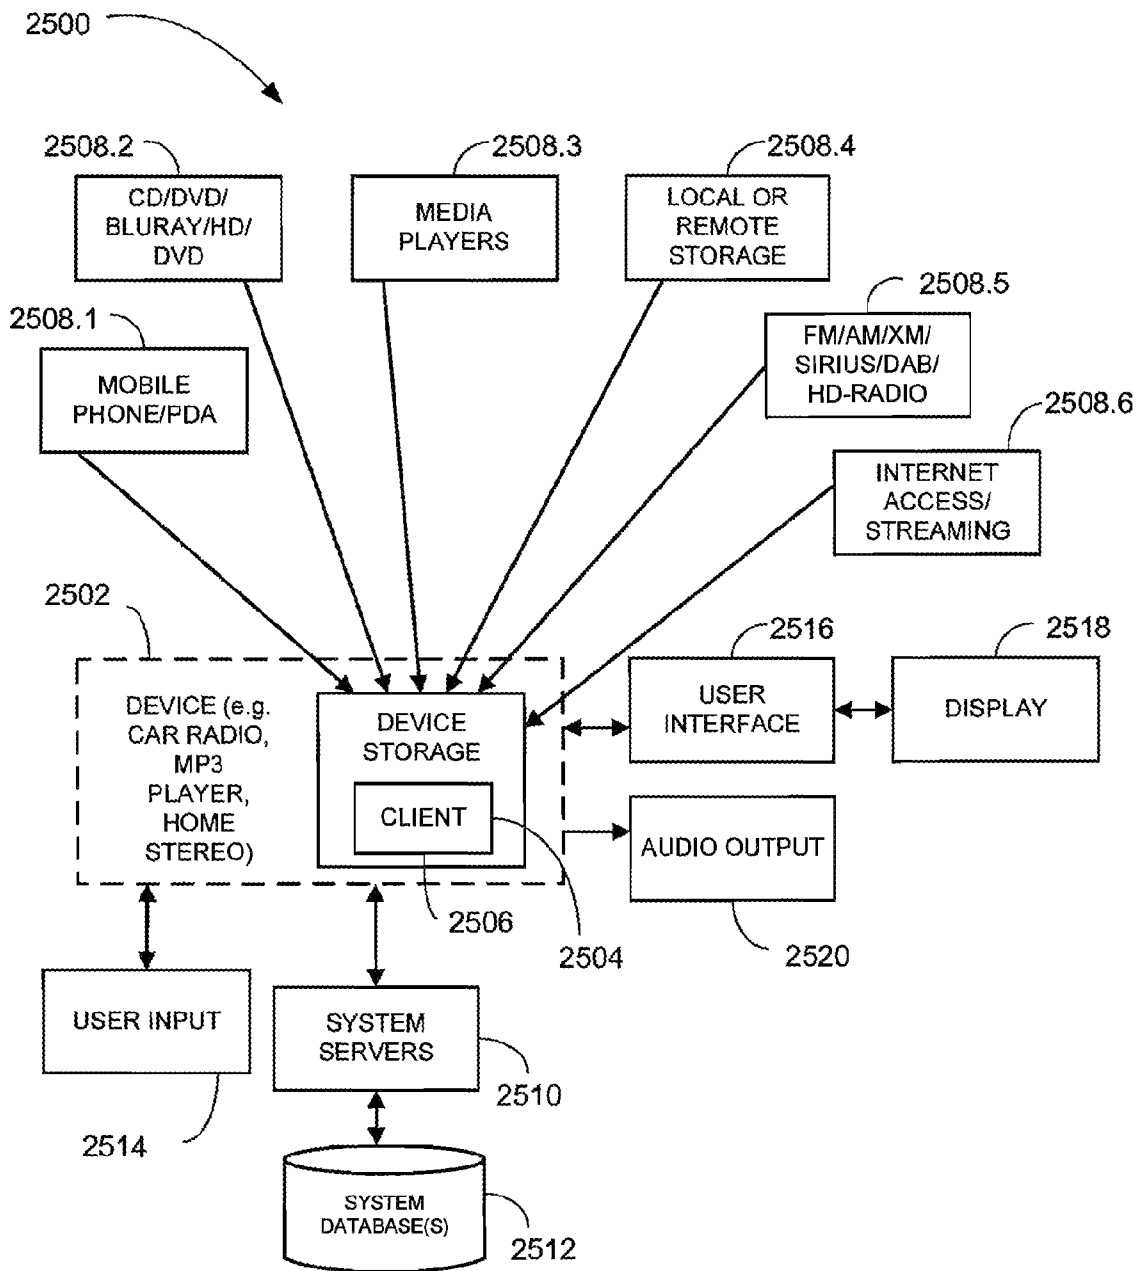 2500
2508.2
CD/DVD/
BLURAY/HD/
DVD
2508.3
MEDIA
PLAYERS
2508.4
LOCAL OR
REMOTE
STORAGE
2508.1
MOBILE
PHONE/PDA
2508.5
FM/AM/XM/
SIRIUS/DAB/
HD-RADIO
2508.6
INTERNET
ACCESS/
STREAMING
2502
DEVICE (e.g.
CAR RADIO,
MP3
PLAYER,
HOME
STEREO)
DEVICE
STORAGE
CLIENT
2506
2504
2516
USER
INTERFACE
2518
DISPLAY
AUDIO OUTPUT
2520
USER INPUT
2514
SYSTEM
SERVERS
2510
SYSTEM
DATABASE(S)
2512